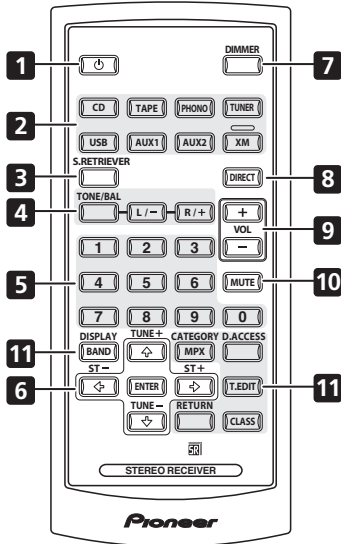 DIMMER
1 7
CD TAPE PHONO TUNER
2
USB AUX1 AUX2 XM
S.RETRIEVER
3 DIRECT 8
TONE/BAL
4 L / − R / + +
VOL 9
1 2 3 −
5 4 5 6 MUTE 10
7 8 9 0
DISPLAY TUNE+ CATEGORY D.ACCESS
11 BAND MPX
ST− ST+
6 ENTER T.EDIT 11
TUNE− RETURN
CLASS
SR
STEREO RECEIVER
Pioneer